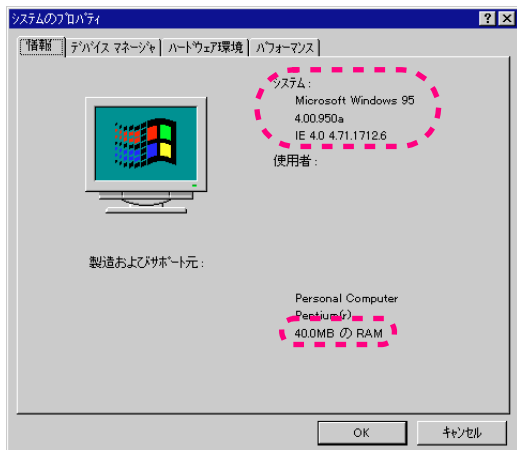 システムのプロパティ
情報 デバイス マネージャ ハードウェア環境 パフォーマンス
システム:
Microsoft Windows 95
4.00.950a
IE 4.0 4.71.1712.6
使用者:
製造およびサポート元:
Personal Computer
Pentium(r)
40.0MB の RAM
OK キャンセル